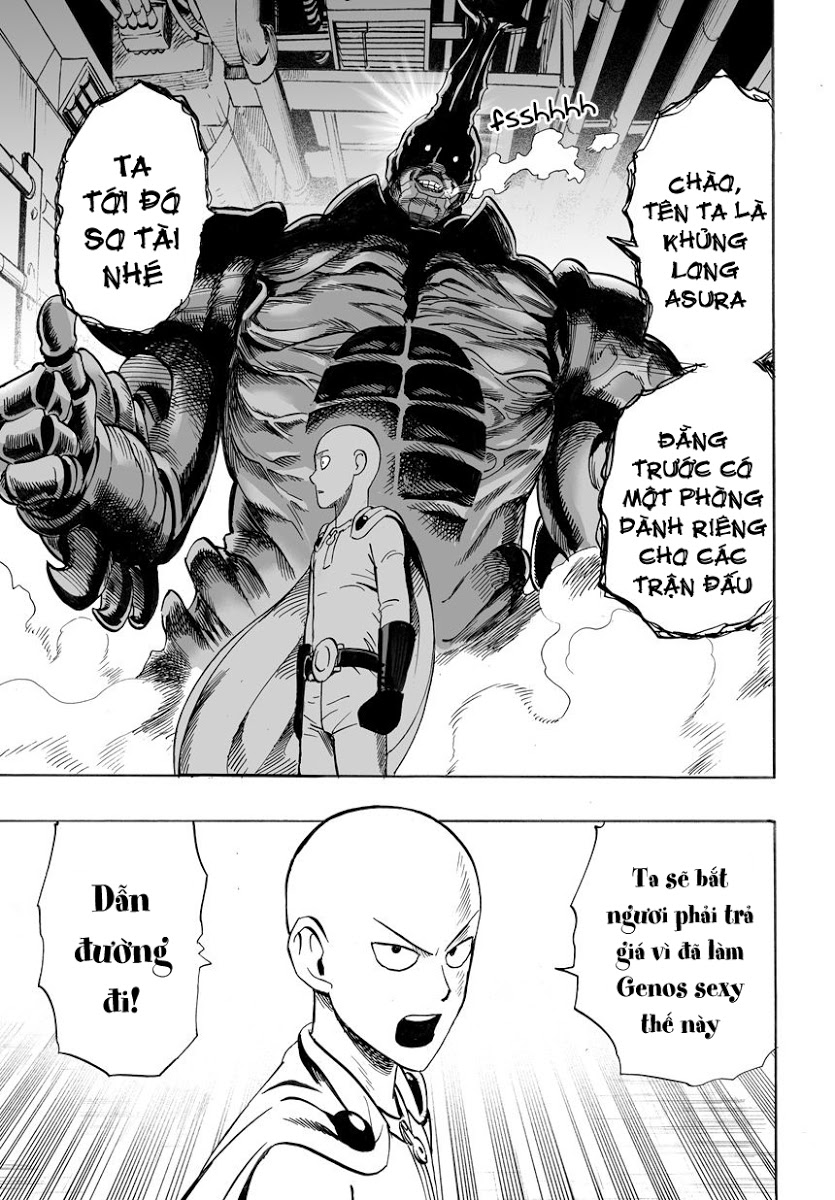 CHÀO,
TÊN TA LÀ
KHỦNG
LONG
ASURA
fsshhhh
TA
TỚI ĐÓ
SO TÀI
NHÉ
ĐẰNG
TRƯỚC CÓ
MỘT PHÒNG
DÀNH RIÊNG
CHO CÁC
TRẬN ĐẤU
Ta sẽ bắt
ngươi phải trả
giá vì đã làm
Genos sexy
thế này
Dẫn
đường
đi!